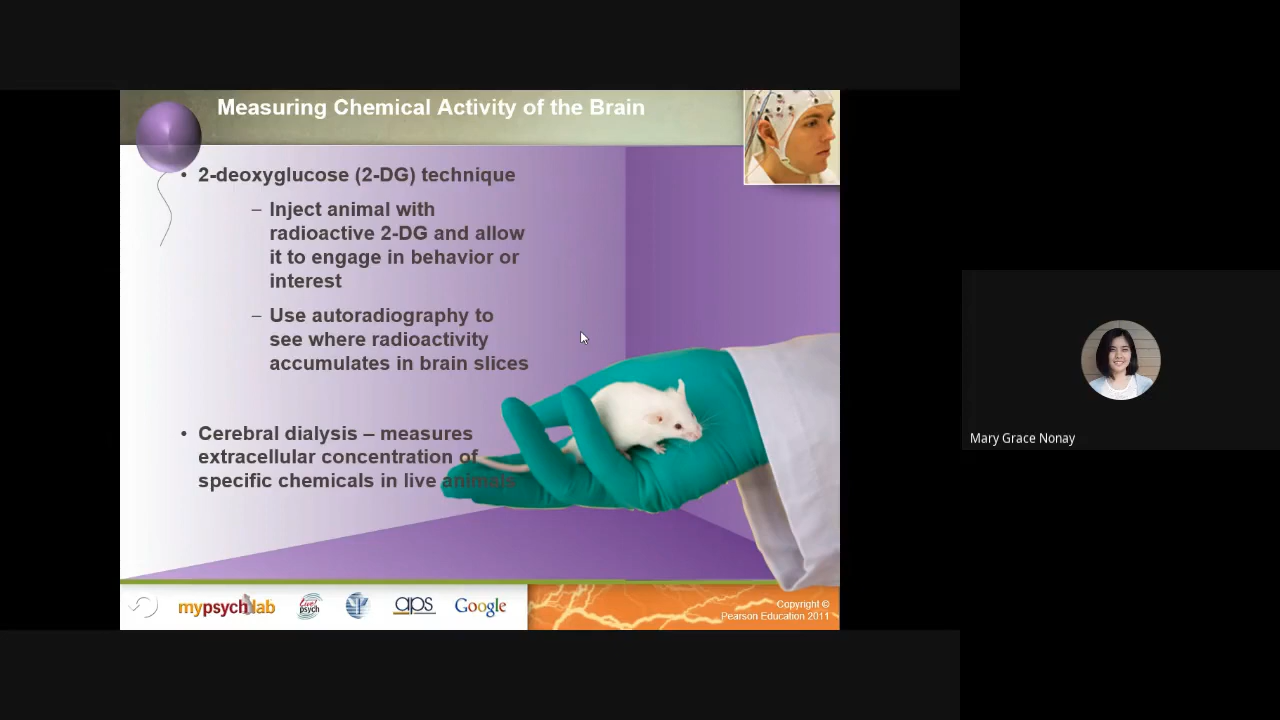 Measuring Chemical Activity of the Brain
• 2-deoxyglucose (2-DG) technique
– Inject animal with
radioactive 2-DG and allow
it to engage in behavior or
interest
– Use autoradiography to
see where radioactivity
accumulates in brain slices
• Cerebral dialysis – measures
extracellular concentration of
specific chemicals in live animals
mypsychlab
Live!
psych
aps
Google
Copyright ©
Pearson Education 2011
Mary Grace Nonay